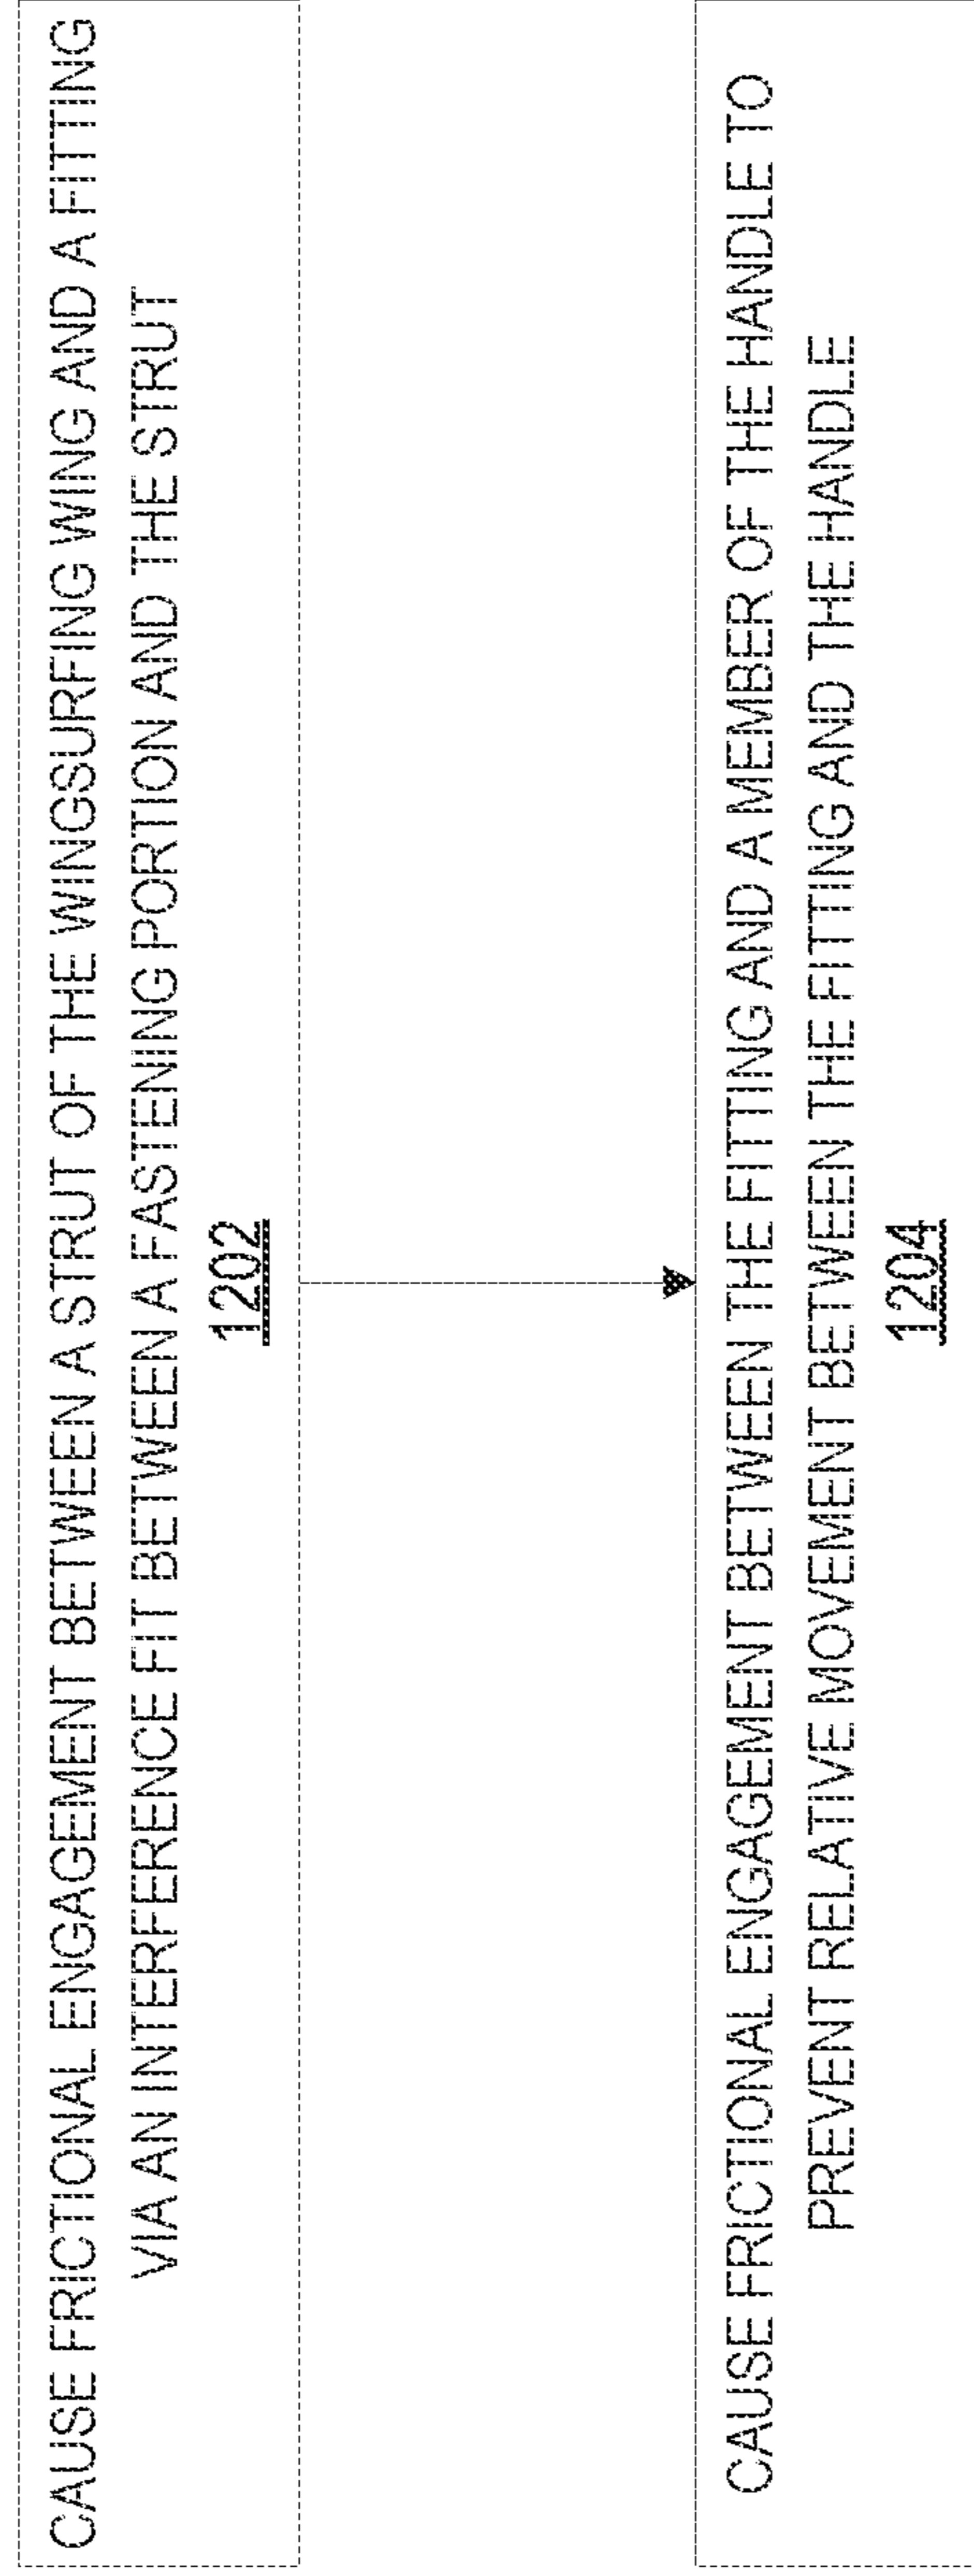 CAUSE FRICTIONAL ENGAGEMENT BETWEEN A STRUT OF THE WINGSURFING WING AND A FITTING
VIA AN INTERFERENCE FIT BETWEEN A FASTENING PORTION AND THE STRUT
1202
CAUSE FRICTIONAL ENGAGEMENT BETWEEN THE FITTING AND A MEMBER OF THE HANDLE TO
PREVENT RELATIVE MOVEMENT BETWEEN THE FITTING AND THE HANDLE
1204